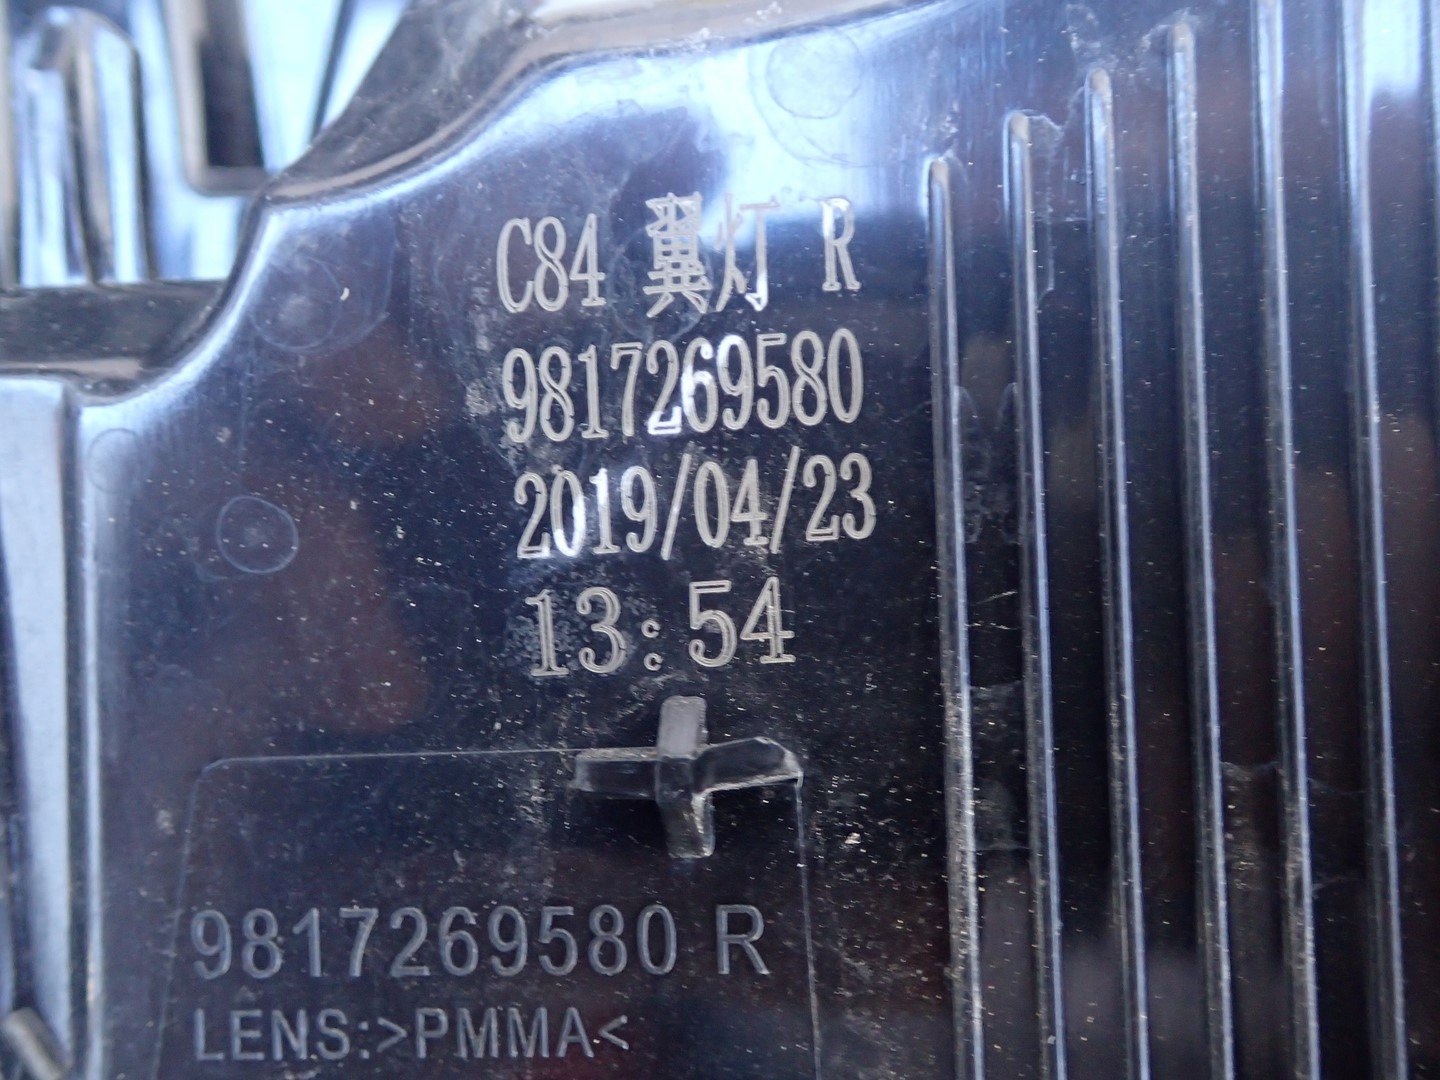 C84 翼灯 R
9817269580
2019/04/23
13:54
9817269580 R
LENS:>PMMA<